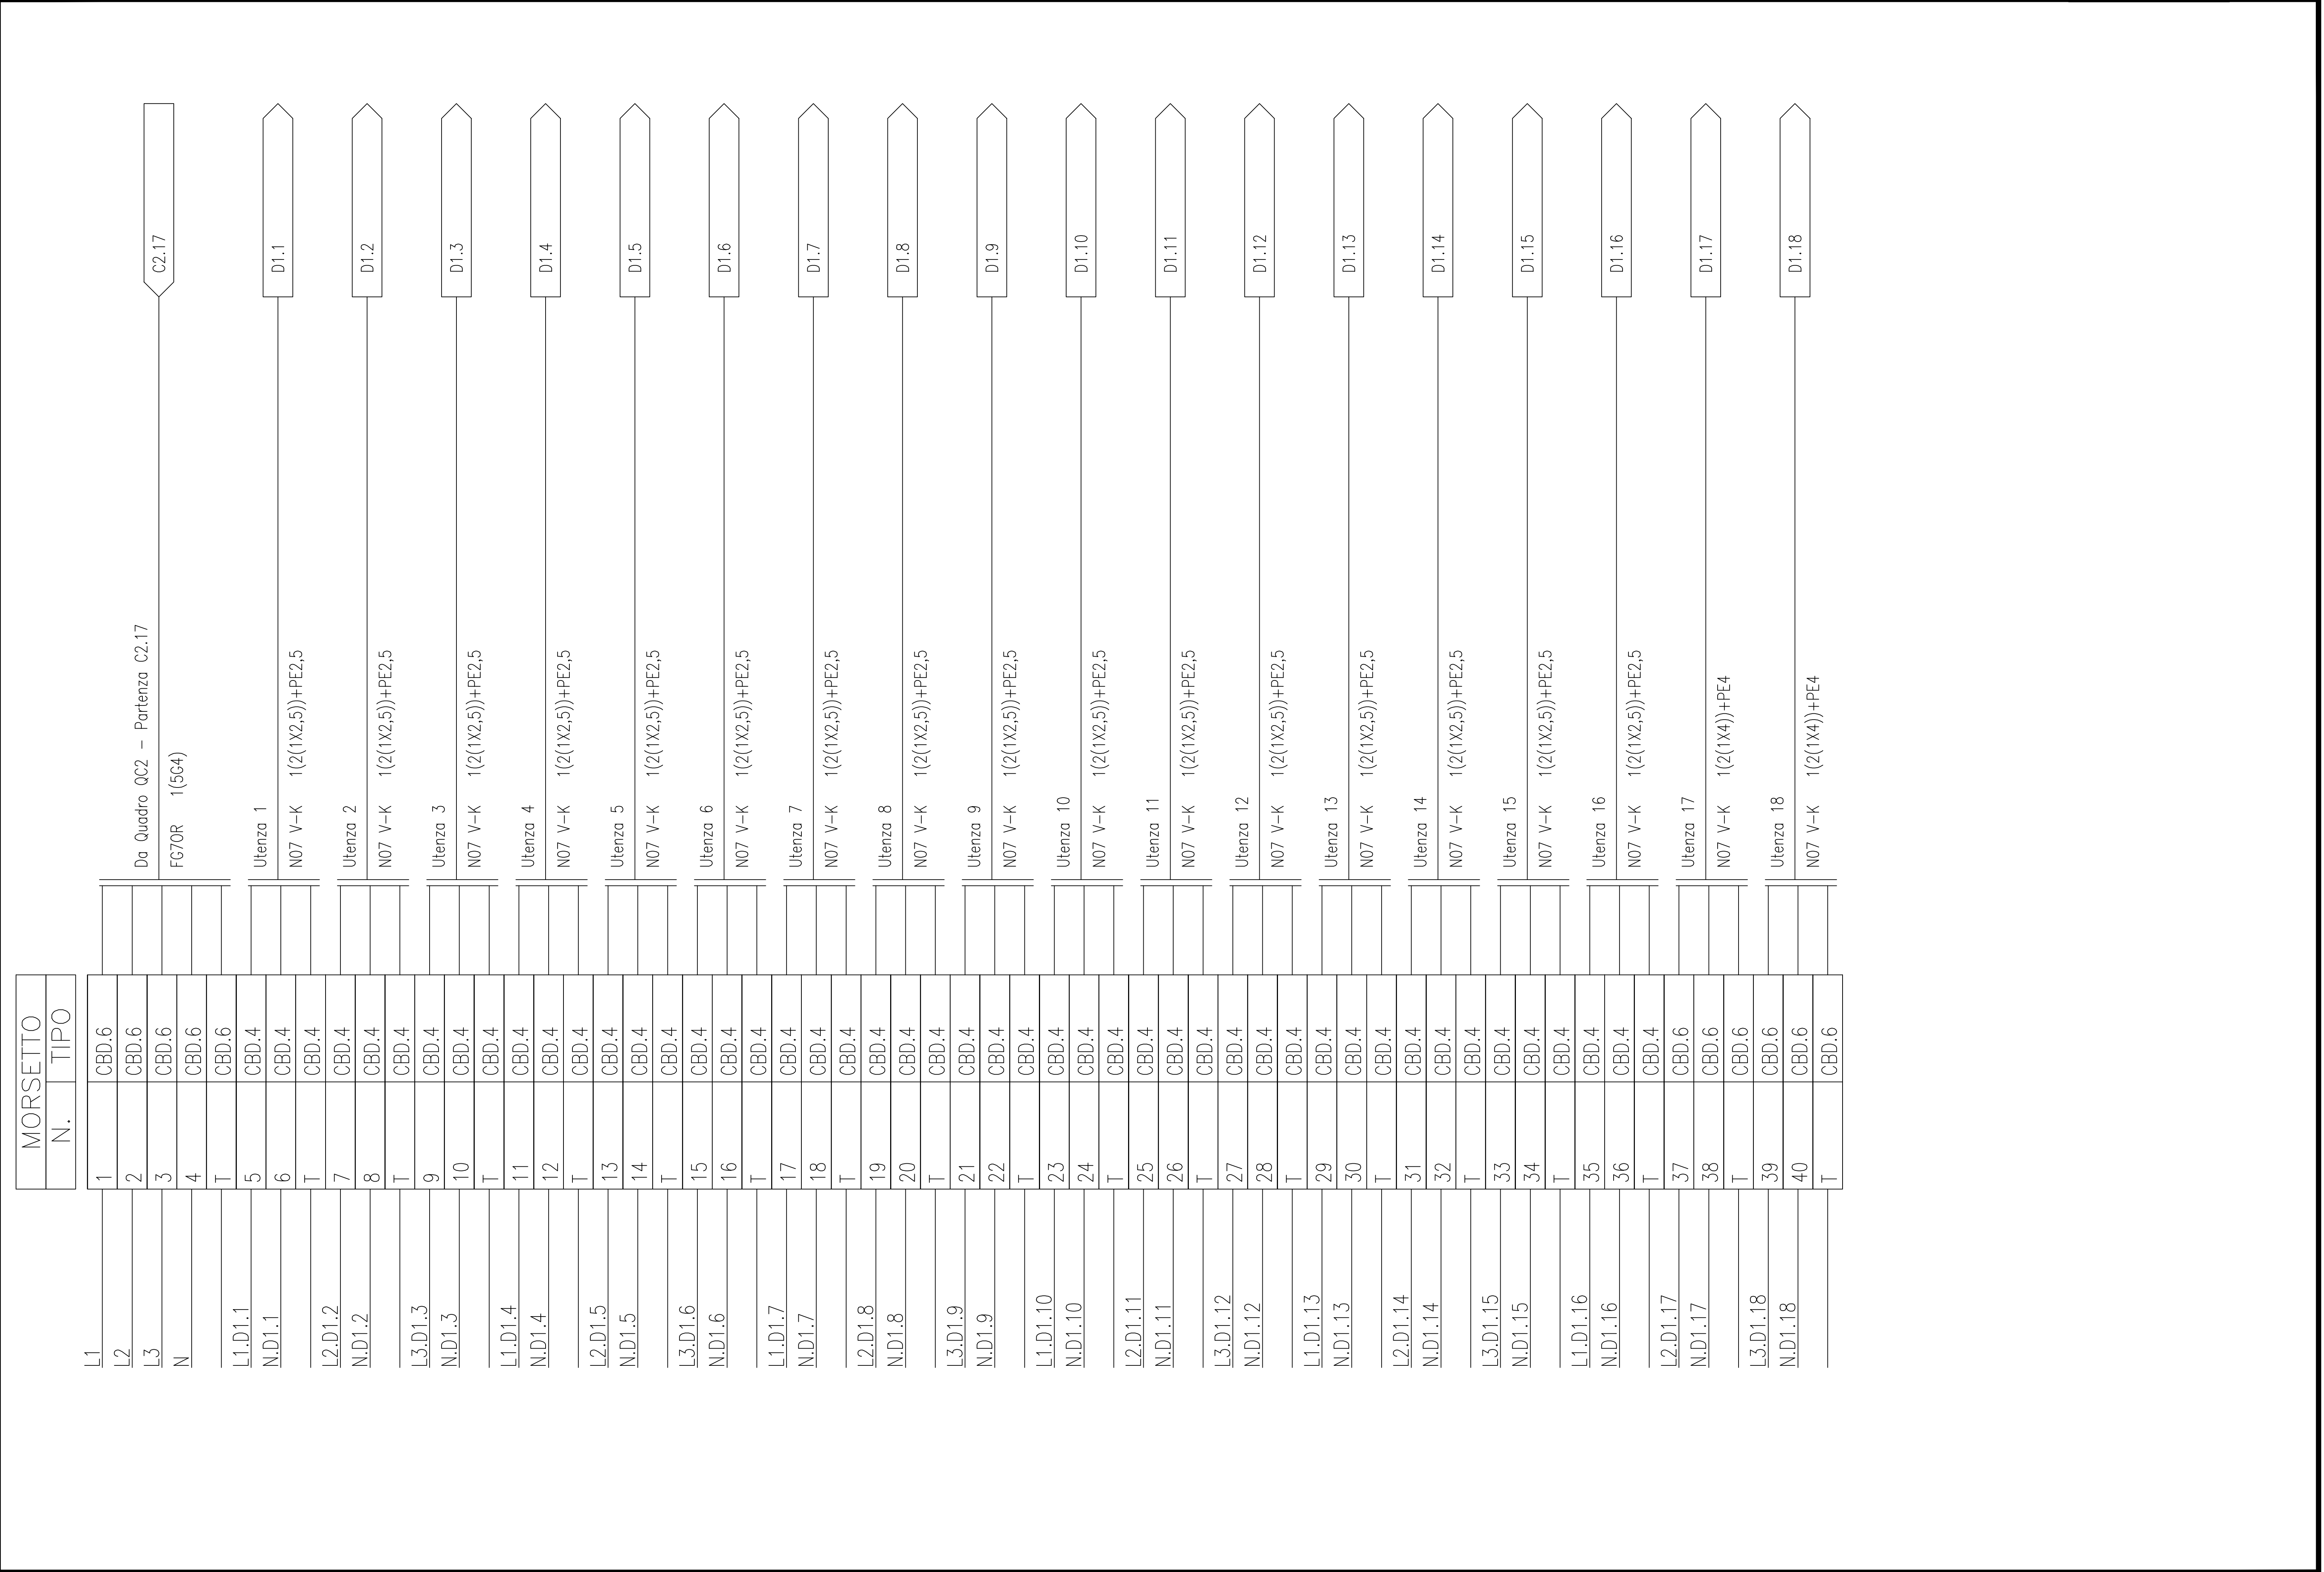 MORSETTO
N. TIPO
L1 1 CBD.6
L2 2 CBD.6
L3 3 CBD.6
N 4 CBD.6
T CBD.6
Da Quadro QC2 - Partenza C2.17
FG7OR 1(5G4)
C2.17
L1.D1.1 5 CBD.4
N.D1.1 6 CBD.4
T CBD.4
Utenza 1
N07 V-K 1(2(1X2,5))+PE2,5
D1.1
L2.D1.2 7 CBD.4
N.D1.2 8 CBD.4
T CBD.4
Utenza 2
N07 V-K 1(2(1X2,5))+PE2,5
D1.2
L3.D1.3 9 CBD.4
N.D1.3 10 CBD.4
T CBD.4
Utenza 3
N07 V-K 1(2(1X2,5))+PE2,5
D1.3
L1.D1.4 11 CBD.4
N.D1.4 12 CBD.4
T CBD.4
Utenza 4
N07 V-K 1(2(1X2,5))+PE2,5
D1.4
L2.D1.5 13 CBD.4
N.D1.5 14 CBD.4
T CBD.4
Utenza 5
N07 V-K 1(2(1X2,5))+PE2,5
D1.5
L3.D1.6 15 CBD.4
N.D1.6 16 CBD.4
T CBD.4
Utenza 6
N07 V-K 1(2(1X2,5))+PE2,5
D1.6
L1.D1.7 17 CBD.4
N.D1.7 18 CBD.4
T CBD.4
Utenza 7
N07 V-K 1(2(1X2,5))+PE2,5
D1.7
L2.D1.8 19 CBD.4
N.D1.8 20 CBD.4
T CBD.4
Utenza 8
N07 V-K 1(2(1X2,5))+PE2,5
D1.8
L3.D1.9 21 CBD.4
N.D1.9 22 CBD.4
T CBD.4
Utenza 9
N07 V-K 1(2(1X2,5))+PE2,5
D1.9
L1.D1.10 23 CBD.4
N.D1.10 24 CBD.4
T CBD.4
Utenza 10
N07 V-K 1(2(1X2,5))+PE2,5
D1.10
L2.D1.11 25 CBD.4
N.D1.11 26 CBD.4
T CBD.4
Utenza 11
N07 V-K 1(2(1X2,5))+PE2,5
D1.11
L3.D1.12 27 CBD.4
N.D1.12 28 CBD.4
T CBD.4
Utenza 12
N07 V-K 1(2(1X2,5))+PE2,5
D1.12
L1.D1.13 29 CBD.4
N.D1.13 30 CBD.4
T CBD.4
Utenza 13
N07 V-K 1(2(1X2,5))+PE2,5
D1.13
L2.D1.14 31 CBD.4
N.D1.14 32 CBD.4
T CBD.4
Utenza 14
N07 V-K 1(2(1X2,5))+PE2,5
D1.14
L3.D1.15 33 CBD.4
N.D1.15 34 CBD.4
T CBD.4
Utenza 15
N07 V-K 1(2(1X2,5))+PE2,5
D1.15
L1.D1.16 35 CBD.4
N.D1.16 36 CBD.4
T CBD.4
Utenza 16
N07 V-K 1(2(1X2,5))+PE2,5
D1.16
L2.D1.17 37 CBD.6
N.D1.17 38 CBD.6
T CBD.6
Utenza 17
N07 V-K 1(2(1X4))+PE4
D1.17
L3.D1.18 39 CBD.6
N.D1.18 40 CBD.6
T CBD.6
Utenza 18
N07 V-K 1(2(1X4))+PE4
D1.18